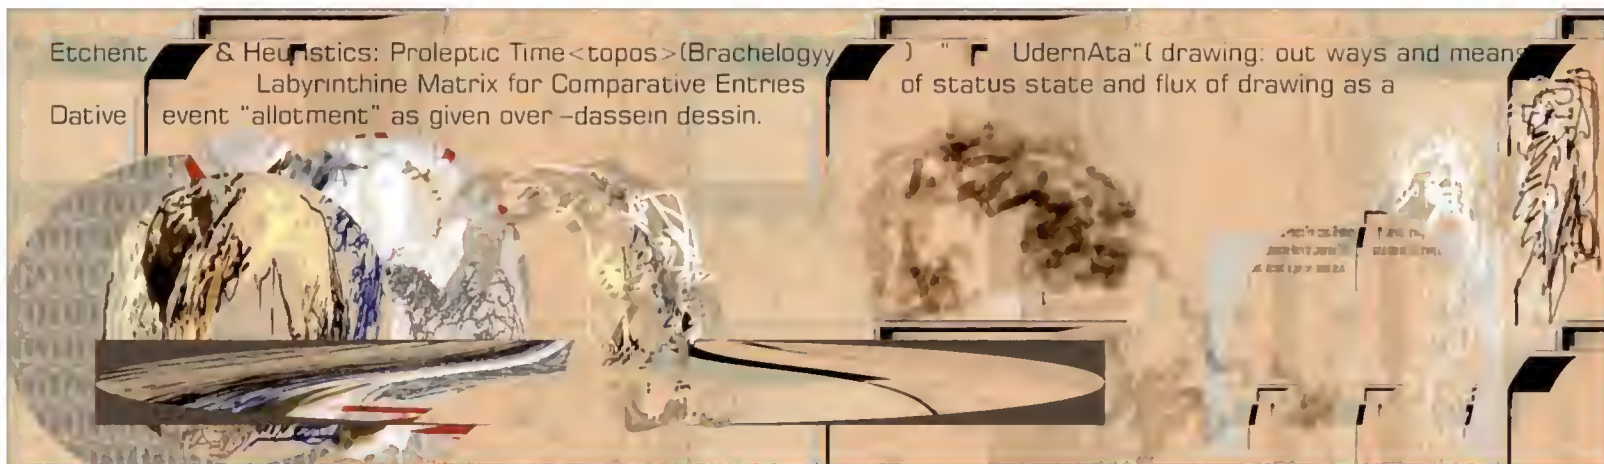 Etchent & Heuristics: Proleptic Time<topos>(Brachelogyy ) " UdernAta"( drawing: out ways and means
Labyrinthine Matrix for Comparative Entries of status state and flux of drawing as a
Dative event "allotment" as given over –dassein dessin.